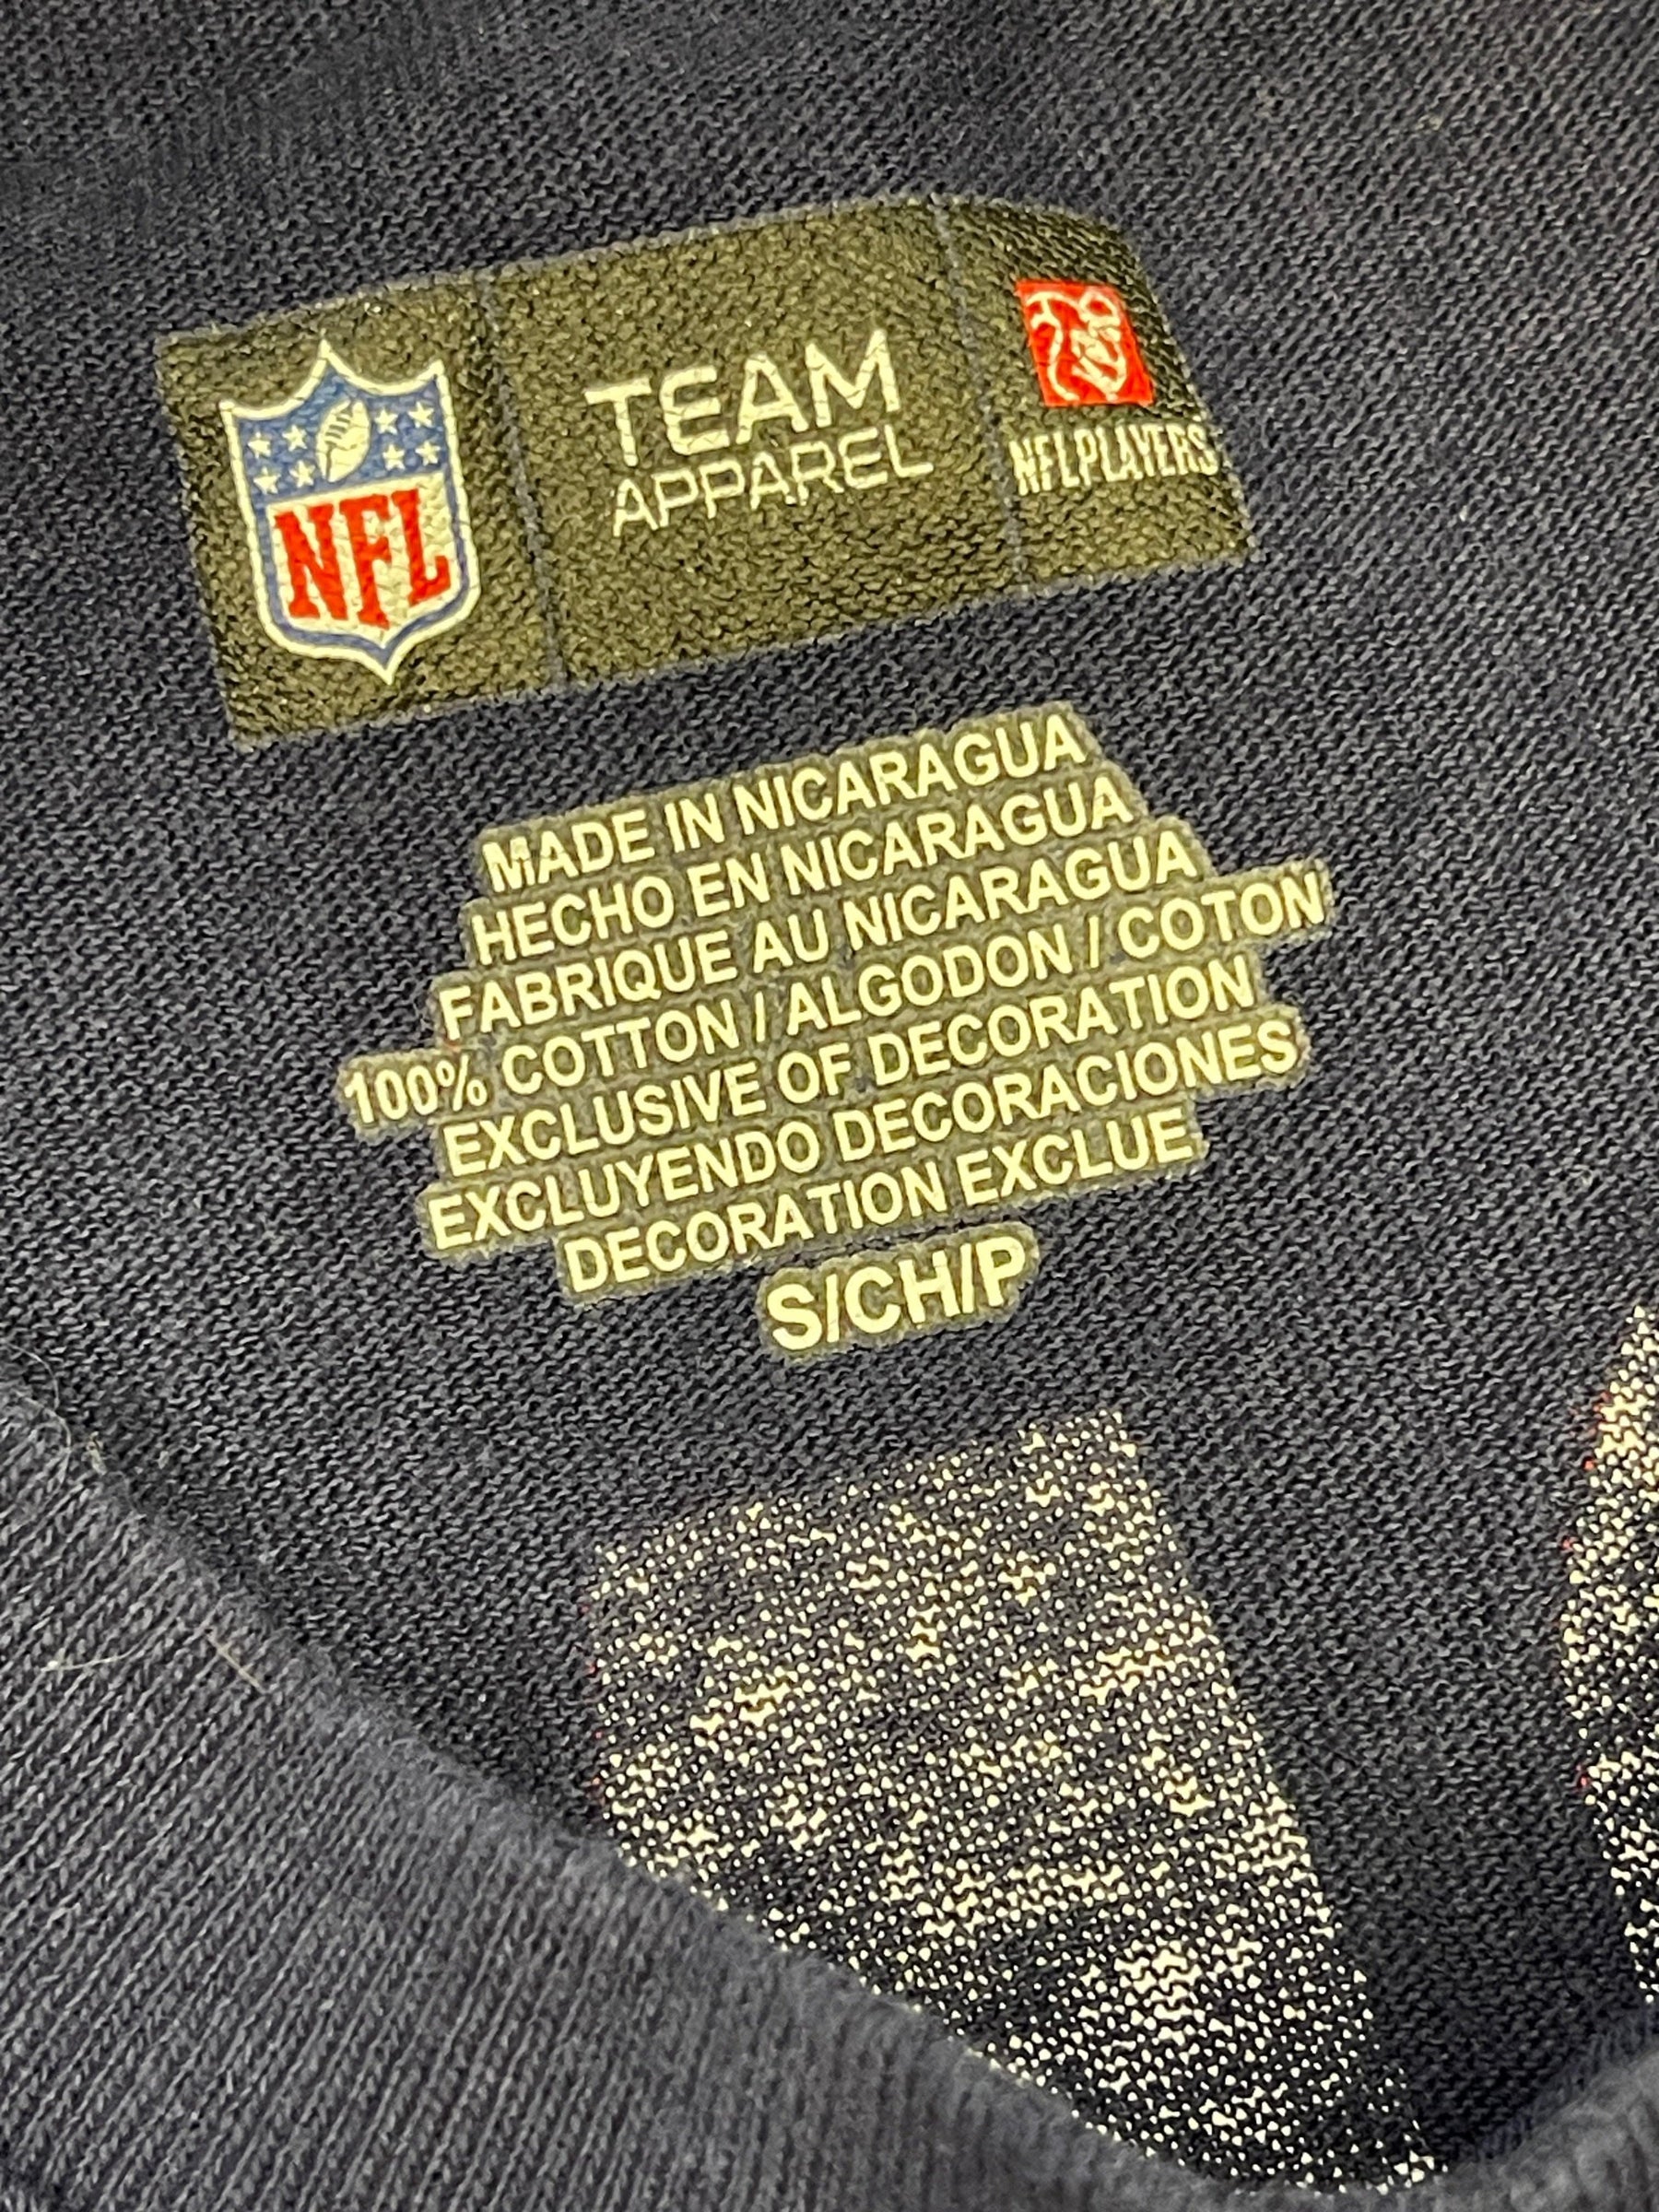 NFL
TEAM
APPAREL
NFLPLAYERS
MADE IN NICARAGUA
HECHO EN NICARAGUA
FABRIQUE AU NICARAGUA
100% COTTON / ALGODON / COTON
EXCLUSIVE OF DECORATION
EXCLUYENDO DECORACIONES
DECORATION EXCLUE
S/CH/P